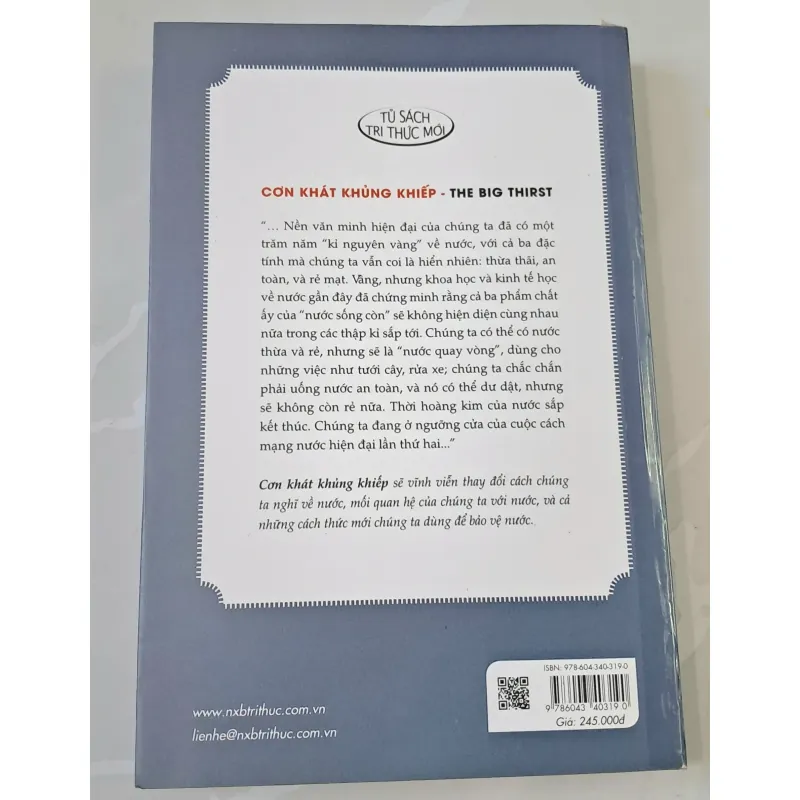 TỦ SÁCH
TRI THỨC MỚI
CƠN KHÁT KHỦNG KHIẾP - THE BIG THIRST
"... Nền văn minh hiện đại của chúng ta đã có một
trăm năm "kỉ nguyên vàng" về nước, với cả ba đặc
tính mà chúng ta vẫn coi là hiển nhiên: thừa thãi, an
toàn, và rẻ mạt. Vâng, nhưng khoa học và kinh tế học
về nước gần đây đã chứng minh rằng cả ba phẩm chất
ấy của "nước sống còn" sẽ không hiện diện cùng nhau
nữa trong các thập kỉ sắp tới. Chúng ta có thể có nước
thừa và rẻ, nhưng sẽ là "nước quay vòng", dùng cho
những việc như tưới cây, rửa xe; chúng ta chắc chắn
phải uống nước an toàn, và nó có thể dư dật, nhưng
sẽ không còn rẻ nữa. Thời hoàng kim của nước sắp
kết thúc. Chúng ta đang ở ngưỡng cửa của cuộc cách
mạng nước hiện đại lần thứ hai..."
Cơn khát khủng khiếp sẽ vĩnh viễn thay đổi cách chúng
ta nghĩ về nước, mối quan hệ của chúng ta với nước, và cả
những cách thức mới chúng ta dùng để bảo vệ nước.
ISBN: 978-604-340-319-0
9 786043 403190
Giá: 245.000đ
www.nxbtrithuc.com.vn
lienhe@nxbtrithuc.com.vn